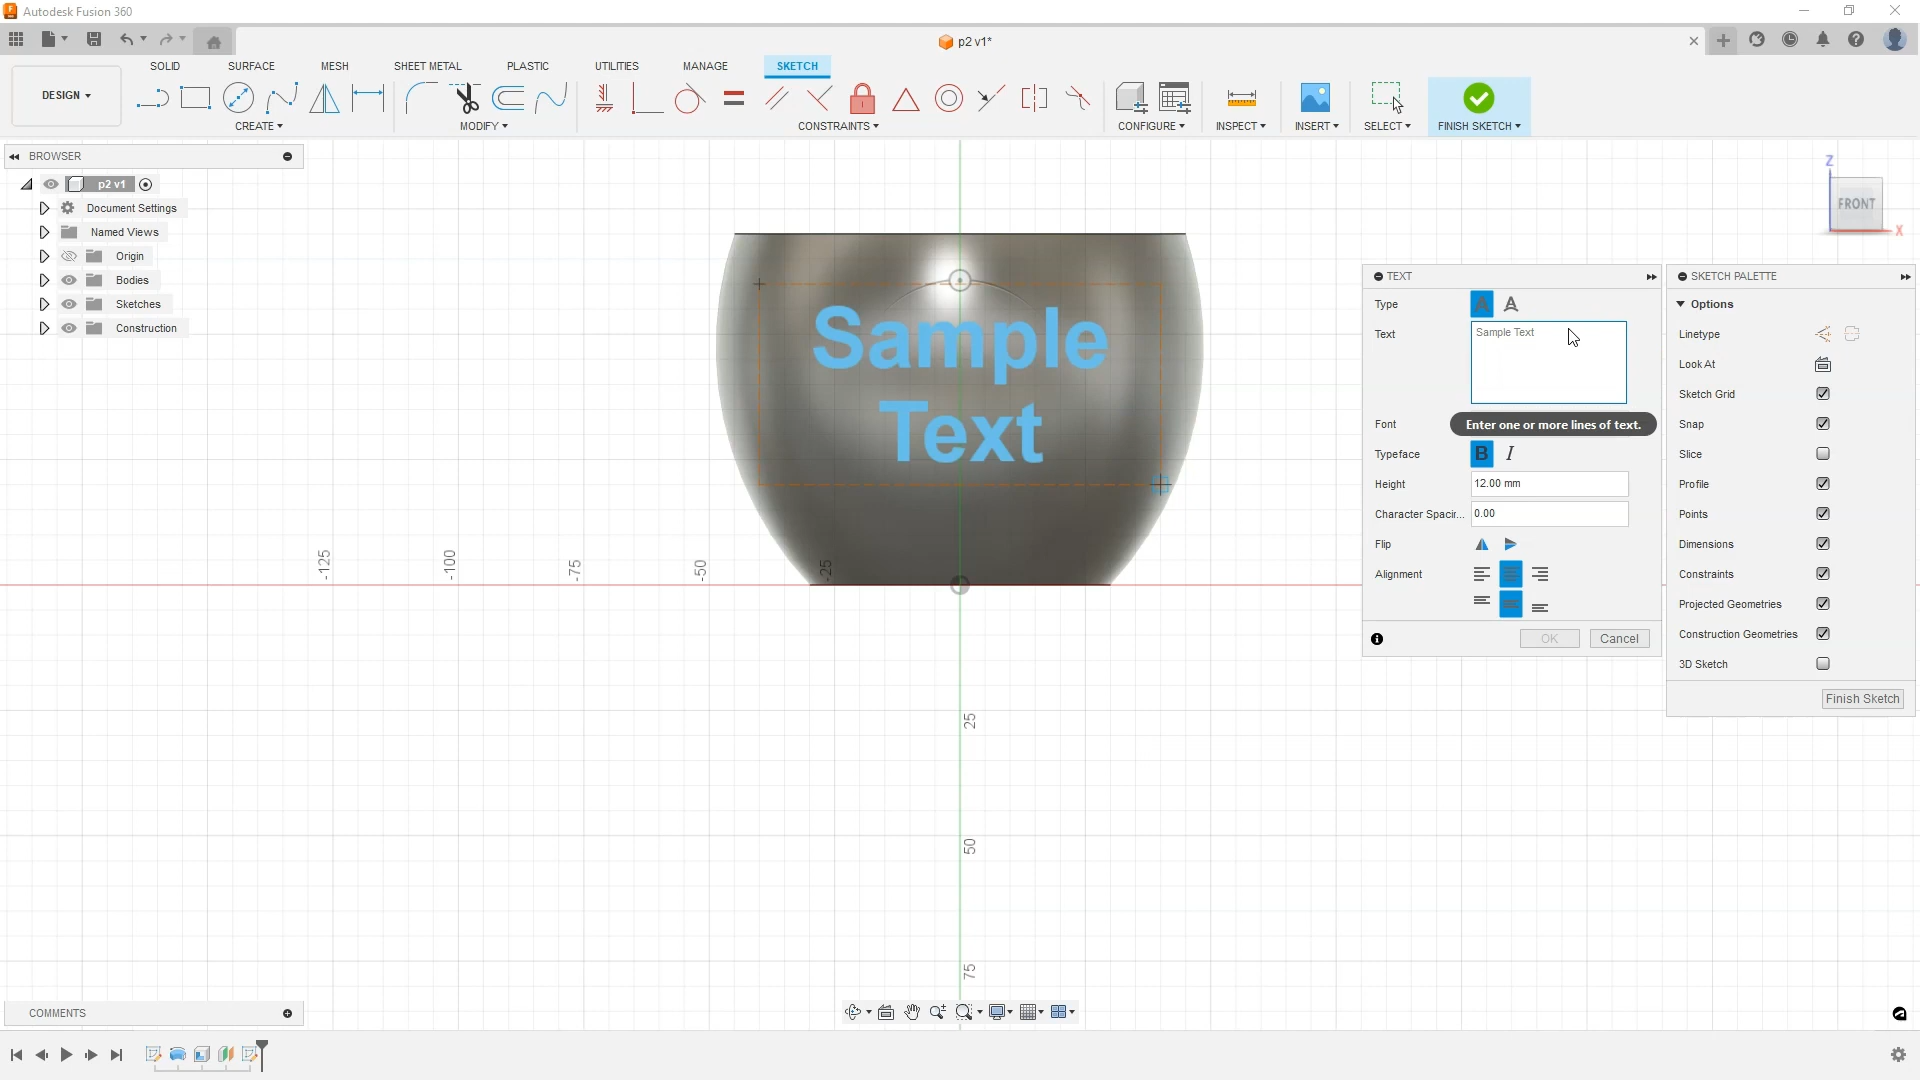 Autodesk Fusion 360
p2 v1*
SOLID
SURFACE
MESH
SHEET METAL
PLASTIC
UTILITIES
MANAGE
SKETCH
DESIGN
CREATE
MODIFY
CONSTRAINTS
CONFIGURE
INSPECT
INSERT
SELECT
FINISH SKETCH
BROWSER
p2 v1
Document Settings
Named Views
Origin
Bodies
Sketches
Construction
Z
FRONT
X
Sample
Text
-125
-100
-75
-50
-25
25
50
75
TEXT
Type
Text
Sample Text
Font
Enter one or more lines of text.
Typeface
B I
Height
12.00 mm
Character Spacir...
0.00
Flip
Alignment
OK
Cancel
SKETCH PALETTE
Options
Linetype
Look At
Sketch Grid
Snap
Slice
Profile
Points
Dimensions
Constraints
Projected Geometries
Construction Geometries
3D Sketch
Finish Sketch
COMMENTS